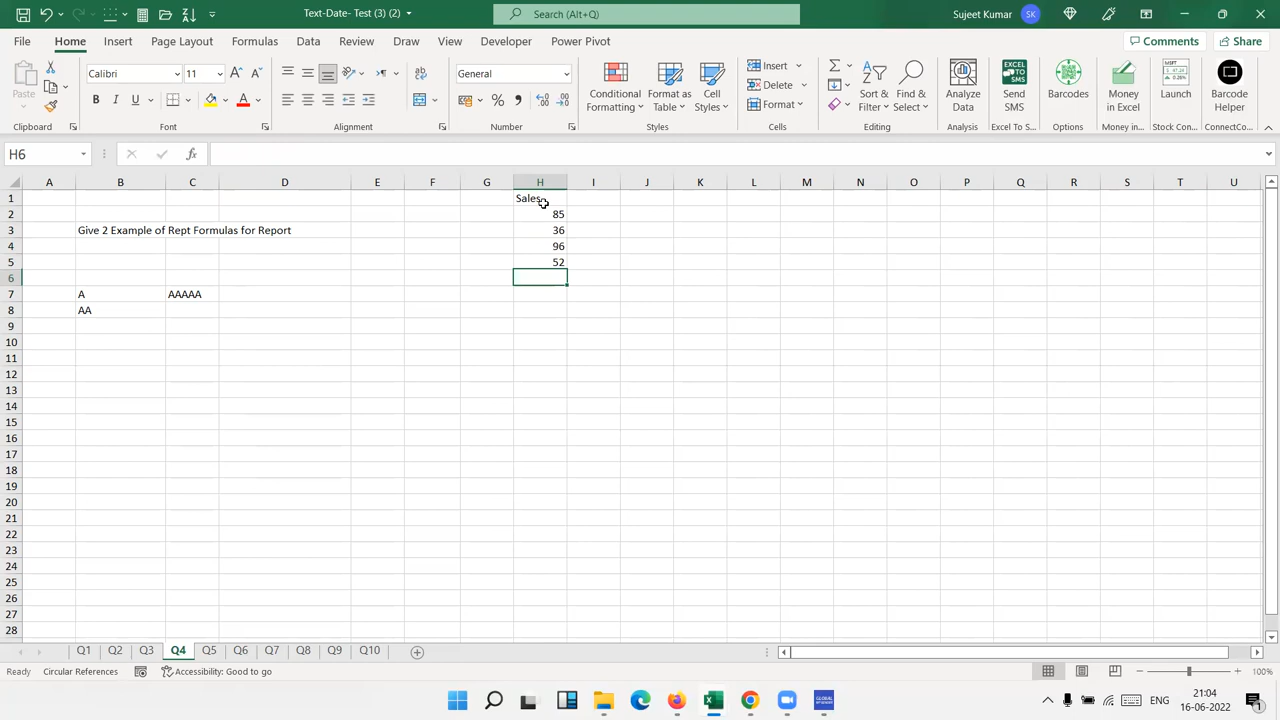 Text-Date- Test (3) (2)
Search (Alt+Q)
Sujeet Kumar
SK
File Home Insert Page Layout Formulas Data Review View Draw Developer Power Pivot
Comments Share
Paste
Calibri 11
B I U
General
Conditional Formatting
Format as Table
Cell Styles
Insert
Delete
Format
Sort & Filter
Find & Select
Analyze Data
Send SMS
Barcodes
Money in Excel
Launch
Barcode Helper
Clipboard Font Alignment Number Styles Cells Editing Analysis Excel To S... Options Money in... Stock Con... ConnectCo...
H6
fx
A B C D E F G H I J K L M N O P Q R S T U
1 Sales
2 85
3 Give 2 Example of Rept Formulas for Report 36
4 96
5 52
6
7 A AAAAA
8 AA
9
10
11
12
13
14
15
16
17
18
19
20
21
22
23
24
25
26
27
28
Q1 Q2 Q3 Q4 Q5 Q6 Q7 Q8 Q9 Q10
Ready Circular References Accessibility: Good to go 100%
ENG
21:04
16-06-2022